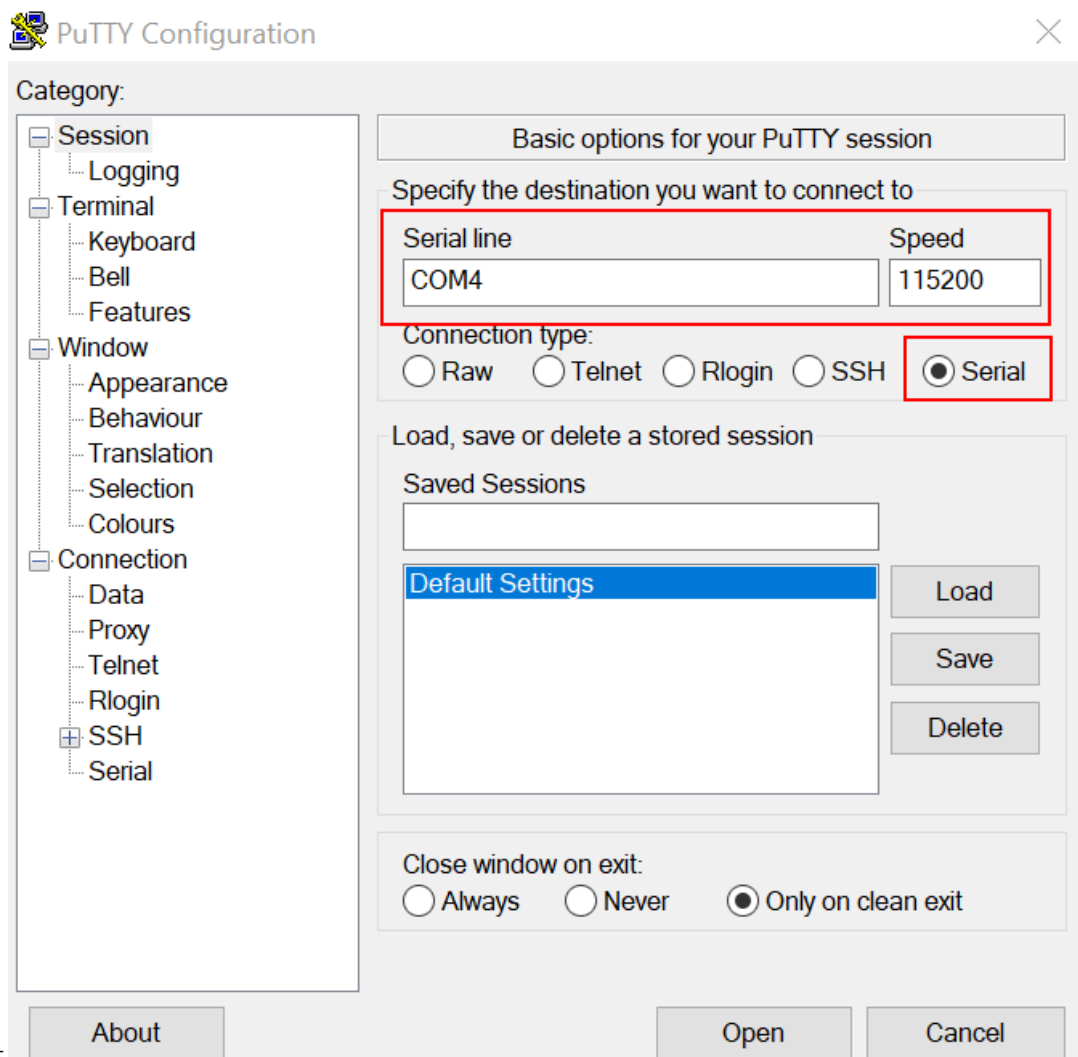 PuTTY Configuration
Category:
Session
Logging
Terminal
Keyboard
Bell
Features
Window
Appearance
Behaviour
Translation
Selection
Colours
Connection
Data
Proxy
Telnet
Rlogin
SSH
Serial
Basic options for your PuTTY session
Specify the destination you want to connect to
Serial line Speed
COM4 115200
Connection type:
Raw Telnet Rlogin SSH Serial
Load, save or delete a stored session
Saved Sessions
Default Settings
Load
Save
Delete
Close window on exit:
Always Never Only on clean exit
About Open Cancel